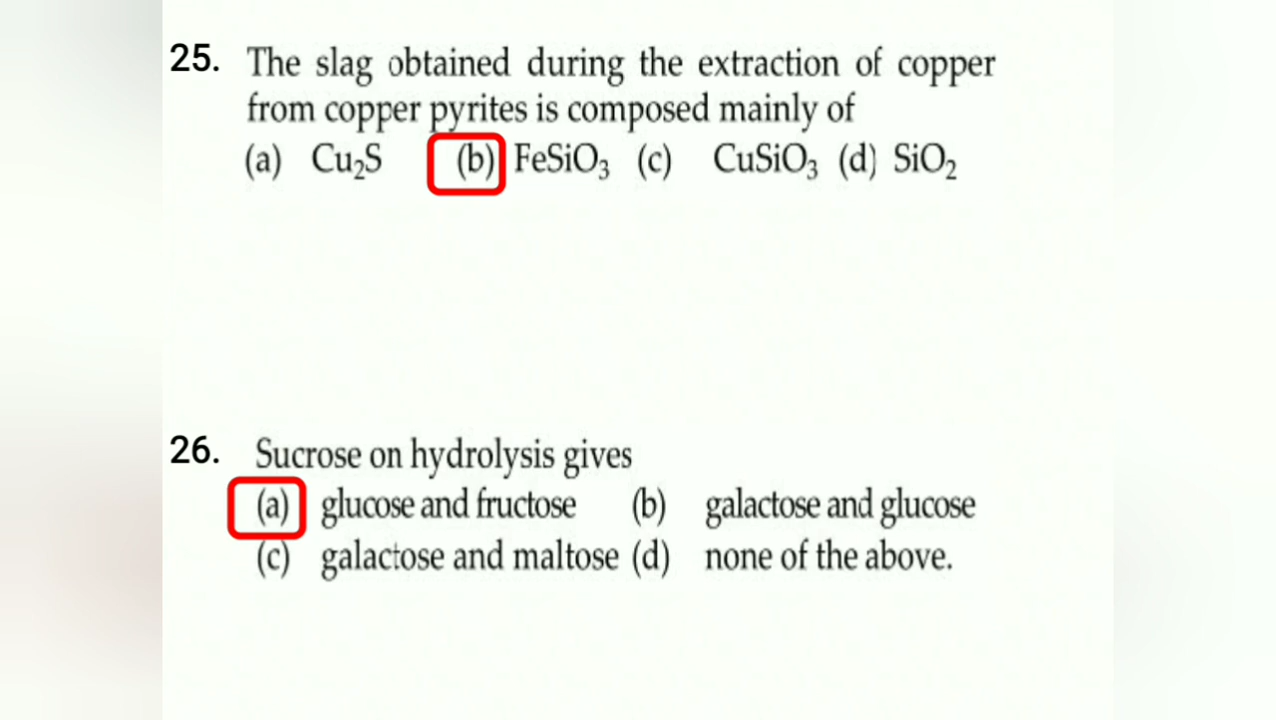 25. The slag obtained during the extraction of copper
from copper pyrites is composed mainly of
(a) Cu₂S (b) FeSiO₃ (c) CuSiO₃ (d) SiO₂
26. Sucrose on hydrolysis gives
(a) glucose and fructose (b) galactose and glucose
(c) galactose and maltose (d) none of the above.